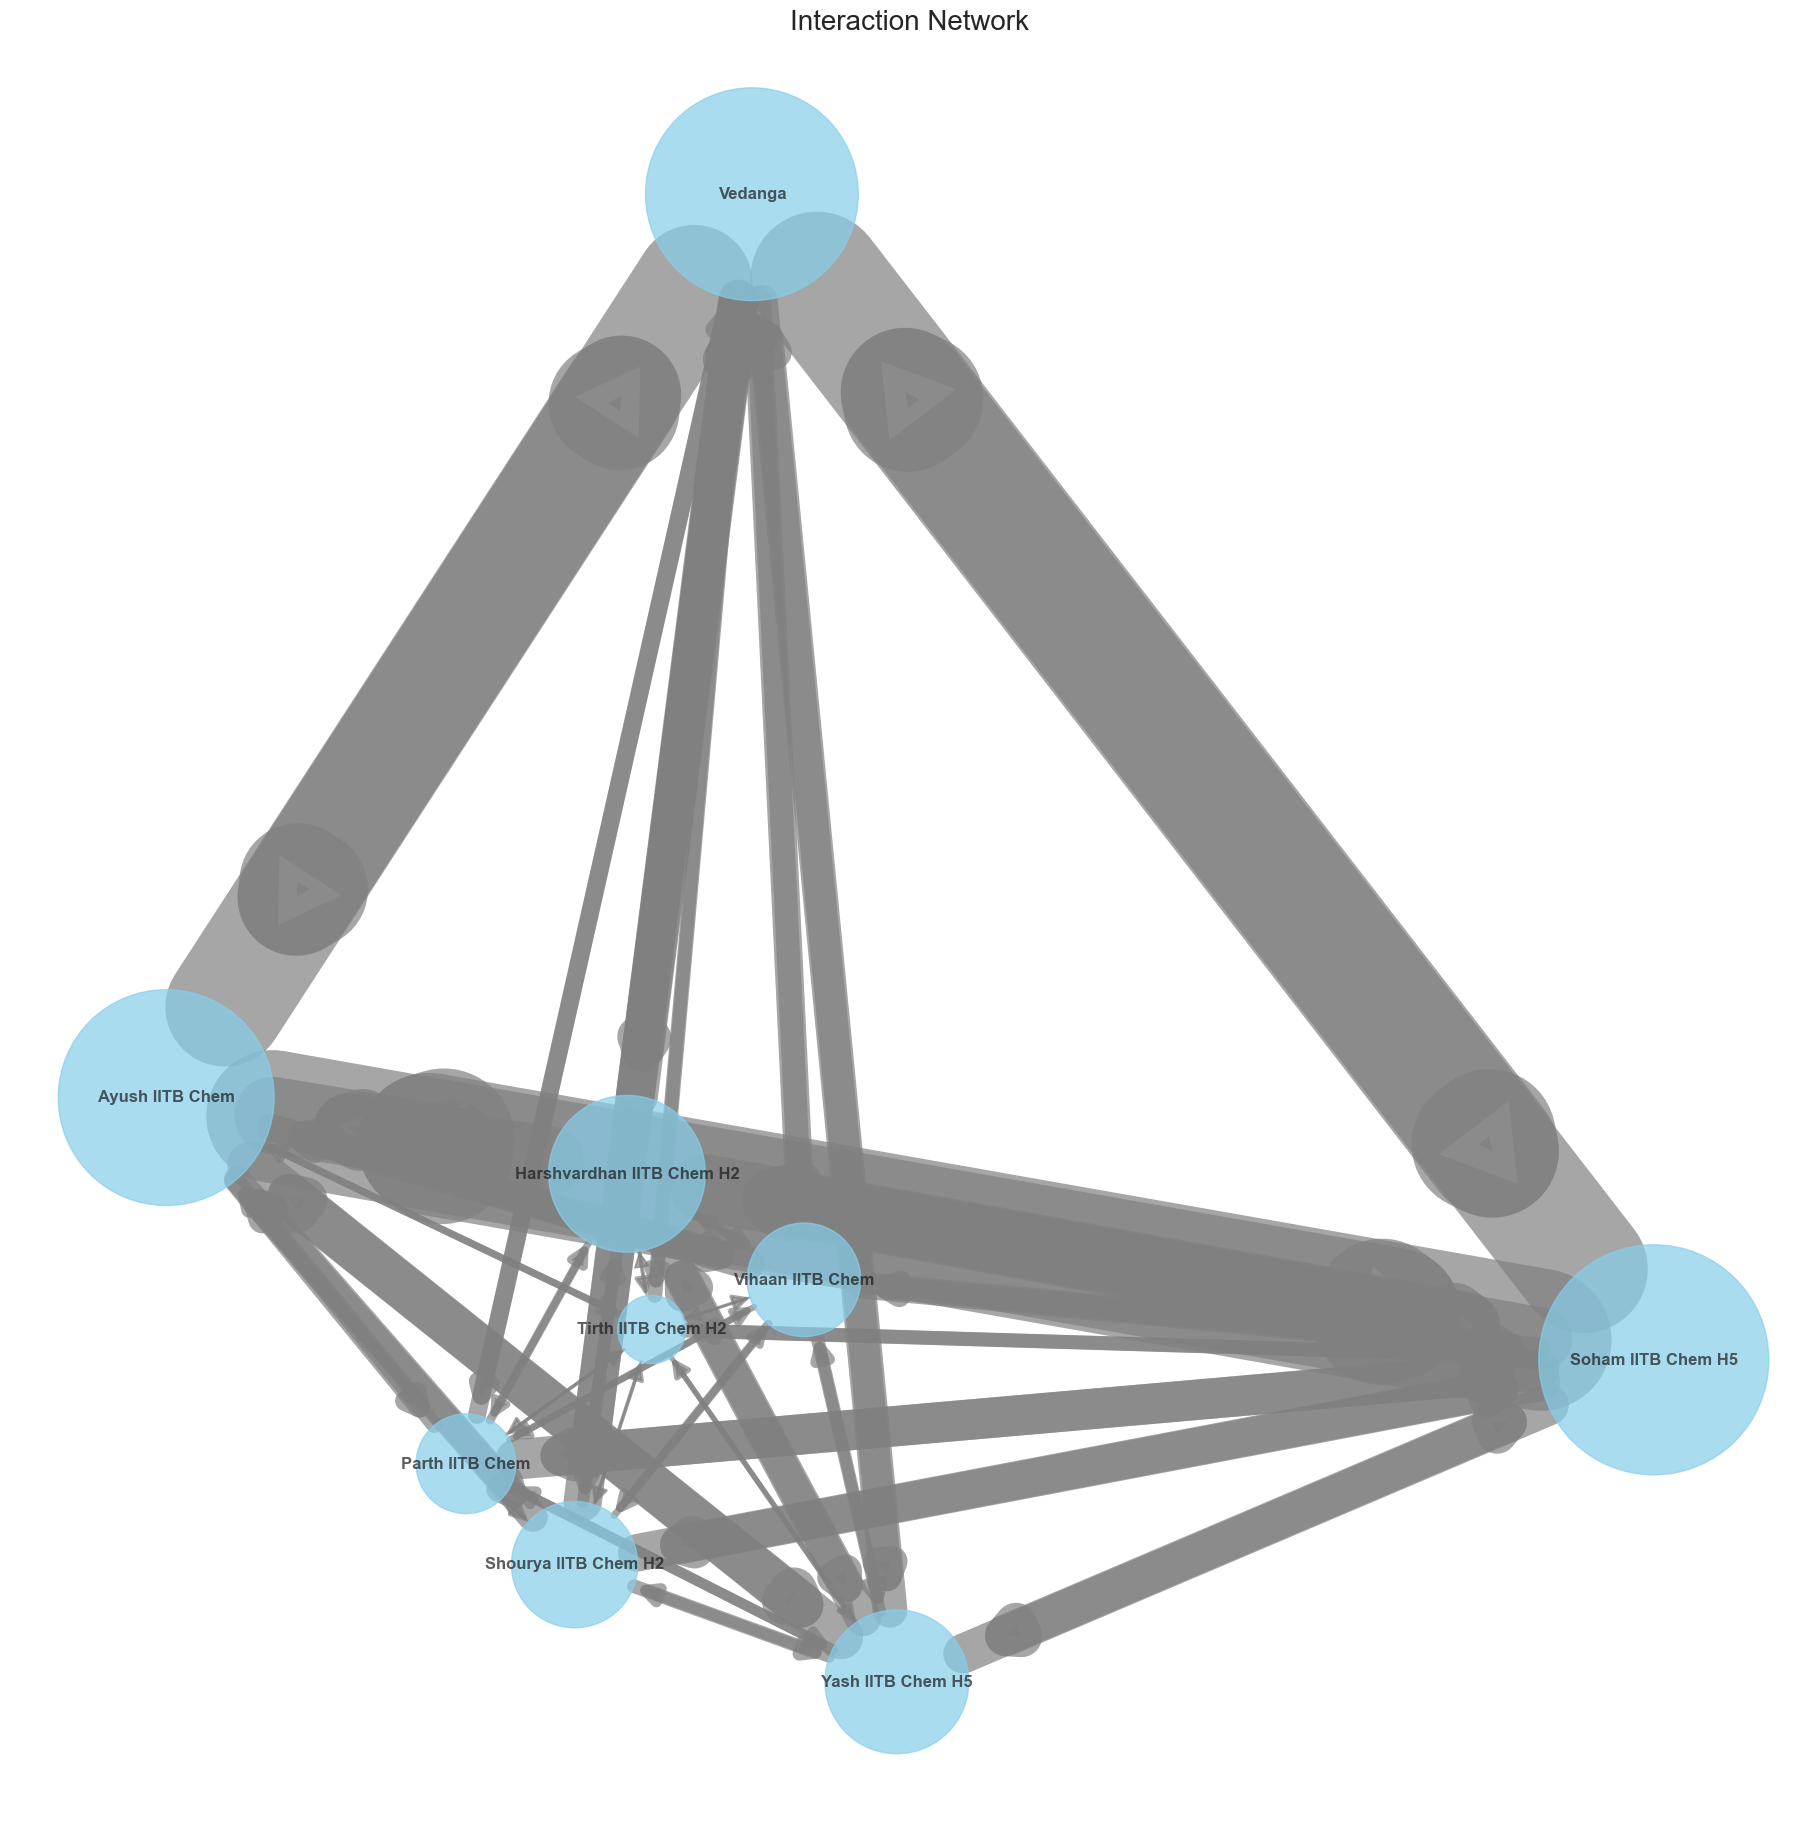 Interaction Network
Vedanga
Ayush IITB Chem
Harshvardhan IITB Chem H2
Vihaan IITB Chem
Tirth IITB Chem H2
Soham IITB Chem H5
Parth IITB Chem
Shourya IITB Chem H2
Yash IITB Chem H5